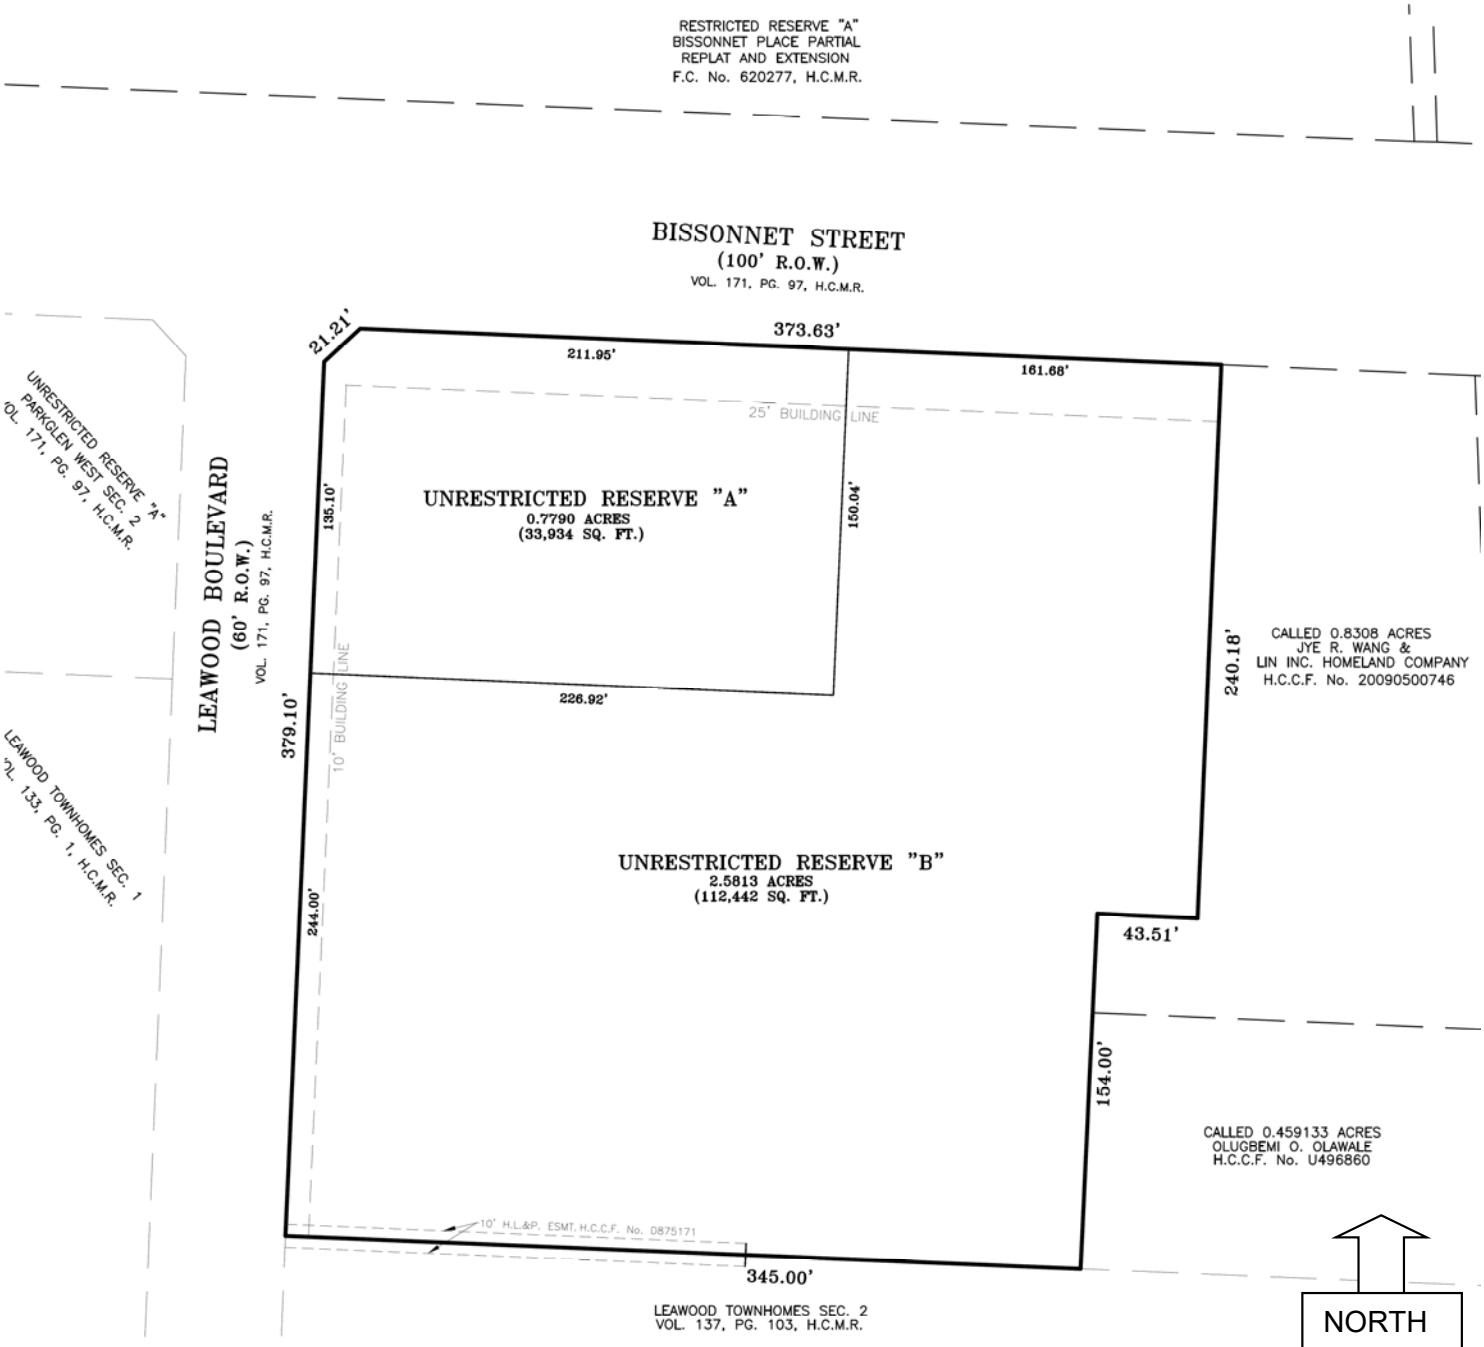 RESTRICTED RESERVE "A"
BISSONNET PLACE PARTIAL
REPLAT AND EXTENSION
F.C. No. 620277, H.C.M.R.
BISSONNET STREET
(100' R.O.W.)
VOL. 171, PG. 97, H.C.M.R.
21.21'
373.63'
211.95'
161.68'
25' BUILDING LINE
UNRESTRICTED RESERVE "A"
PARKGLEN WEST SEC. 2
VOL. 171, PG. 97, H.C.M.R.
LEAWOOD BOULEVARD
(60' R.O.W.)
VOL. 171, PG. 97, H.C.M.R.
135.10'
UNRESTRICTED RESERVE "A"
0.7790 ACRES
(33,934 SQ. FT.)
150.04'
226.92'
10' BUILDING LINE
379.10'
240.18'
CALLED 0.8308 ACRES
JYE R. WANG &
LIN INC. HOMELAND COMPANY
H.C.C.F. No. 20090500746
LEAWOOD TOWNHOMES SEC. 1
OL. 133, PG. 1, H.C.M.R.
UNRESTRICTED RESERVE "B"
2.5813 ACRES
(112,442 SQ. FT.)
244.00'
43.51'
154.00'
CALLED 0.459133 ACRES
OLUGBEMI O. OLAWALE
H.C.C.F. No. U496860
10' H.L.&P. ESMT. H.C.C.F. No. D875171
345.00'
LEAWOOD TOWNHOMES SEC. 2
VOL. 137, PG. 103, H.C.M.R.
NORTH